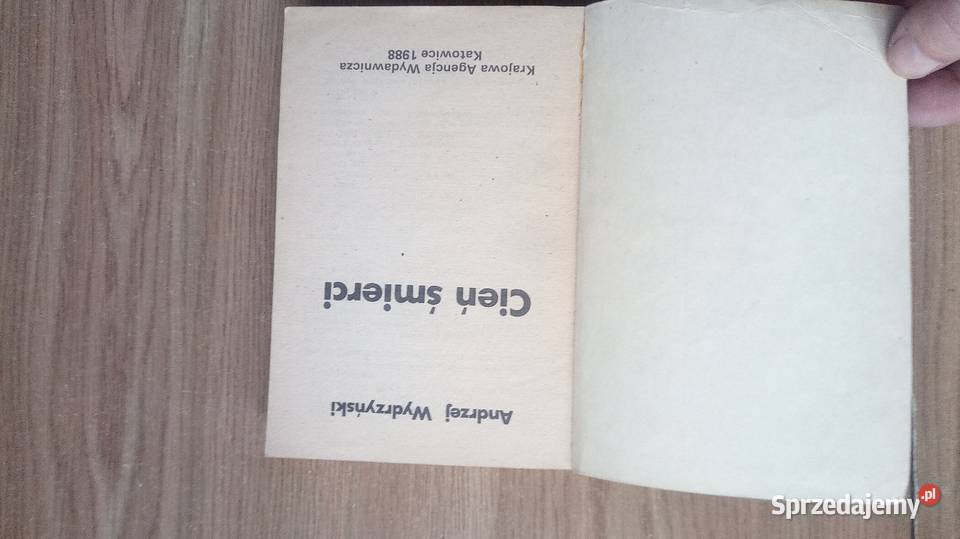 Andrzej Wydrzyński
Cień śmierci
Krajowa Agencja Wydawnicza
Katowice 1988
Sprzedajemy.pl